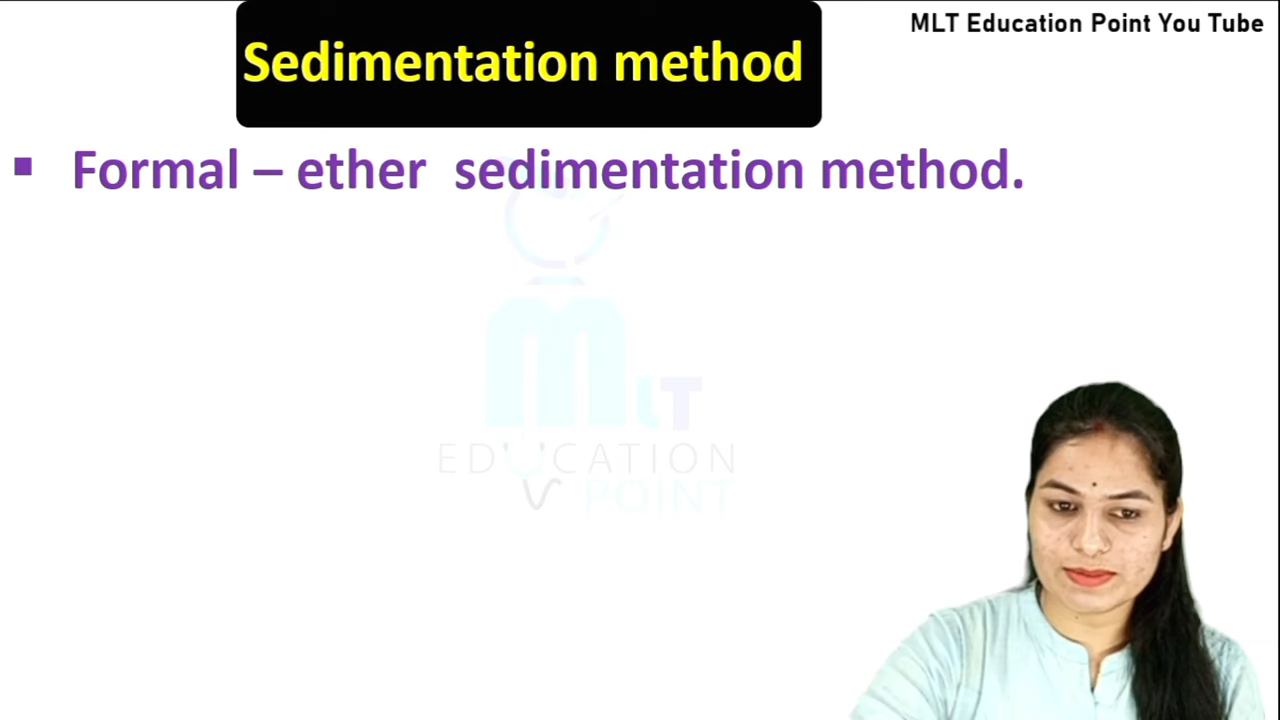 MLT Education Point You Tube
Sedimentation method
▪ Formal – ether sedimentation method.
MLT
EDUCATION
POINT